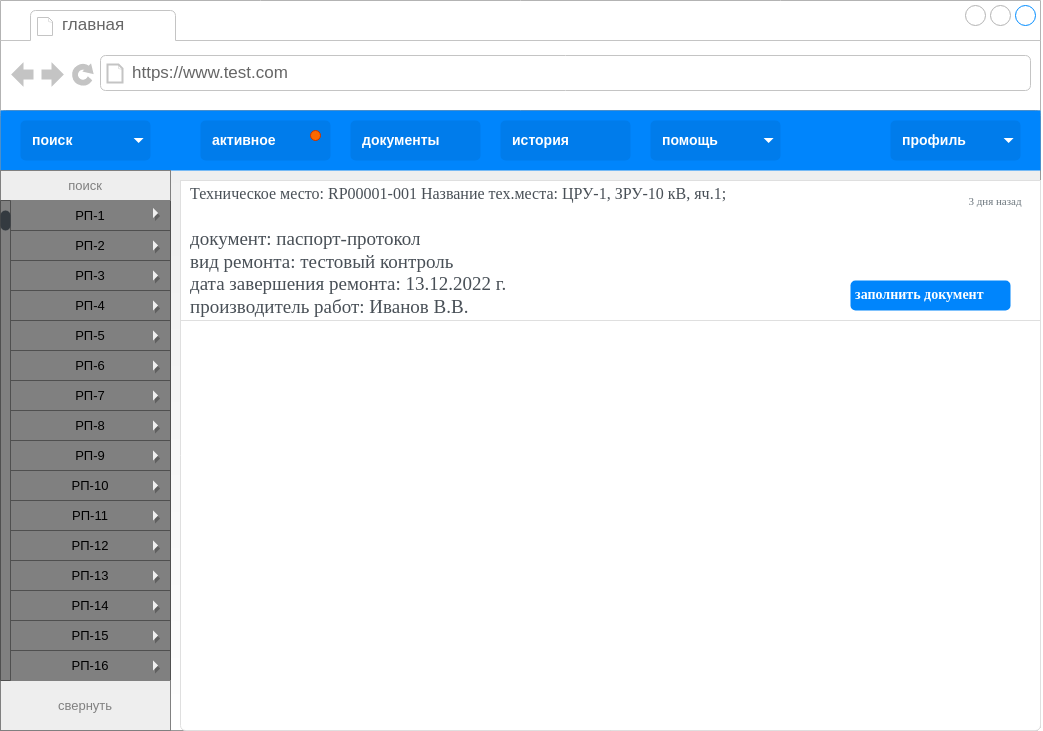 главная
https://www.test.com
поиск
активное
документы
история
помощь
профиль
поиск
РП-1
РП-2
РП-3
РП-4
РП-5
РП-6
РП-7
РП-8
РП-9
РП-10
РП-11
РП-12
РП-13
РП-14
РП-15
РП-16
свернуть
Техническое место: RP00001-001 Название тех.места: ЦРУ-1, ЗРУ-10 кВ, яч.1;
3 дня назад
документ: паспорт-протокол
вид ремонта: тестовый контроль
дата завершения ремонта: 13.12.2022 г.
производитель работ: Иванов В.В.
заполнить документ